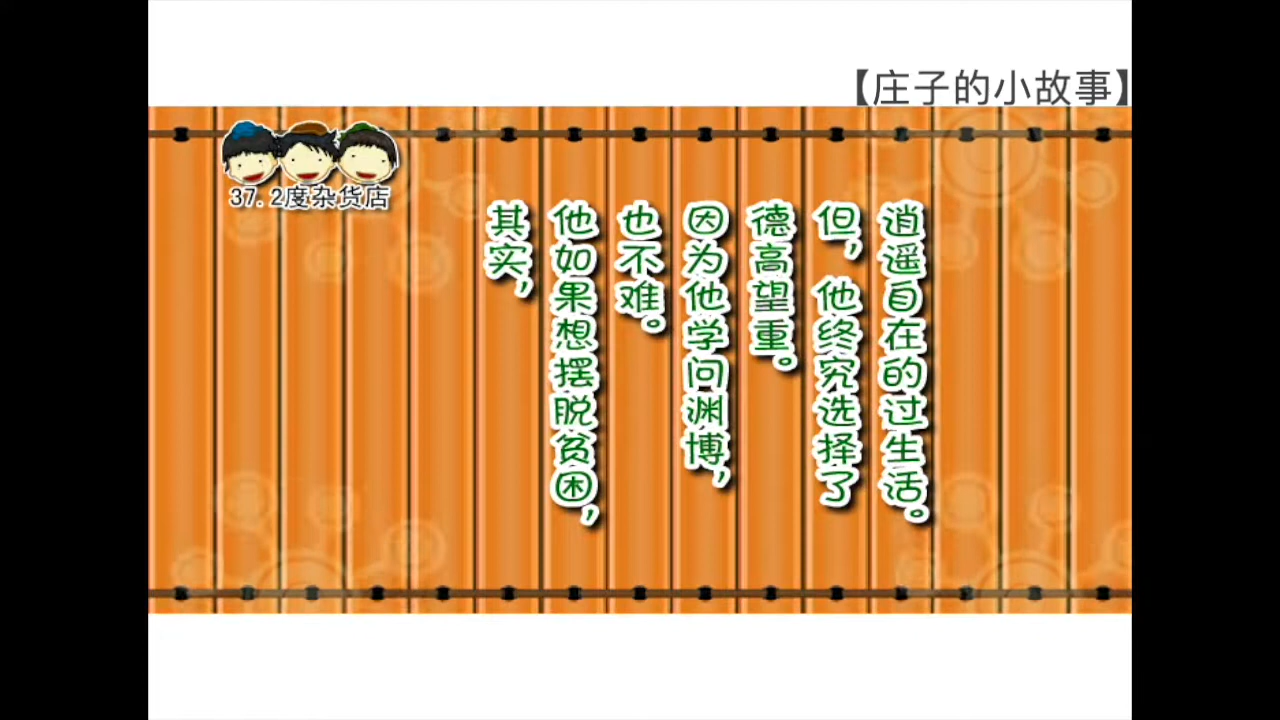 【庄子的小故事】
37.2度杂货店
其实，
他如果想摆脱贫困，
也不难。
因为他学问渊博，
德高望重。
但，他终究选择了
逍遥自在的过生活。